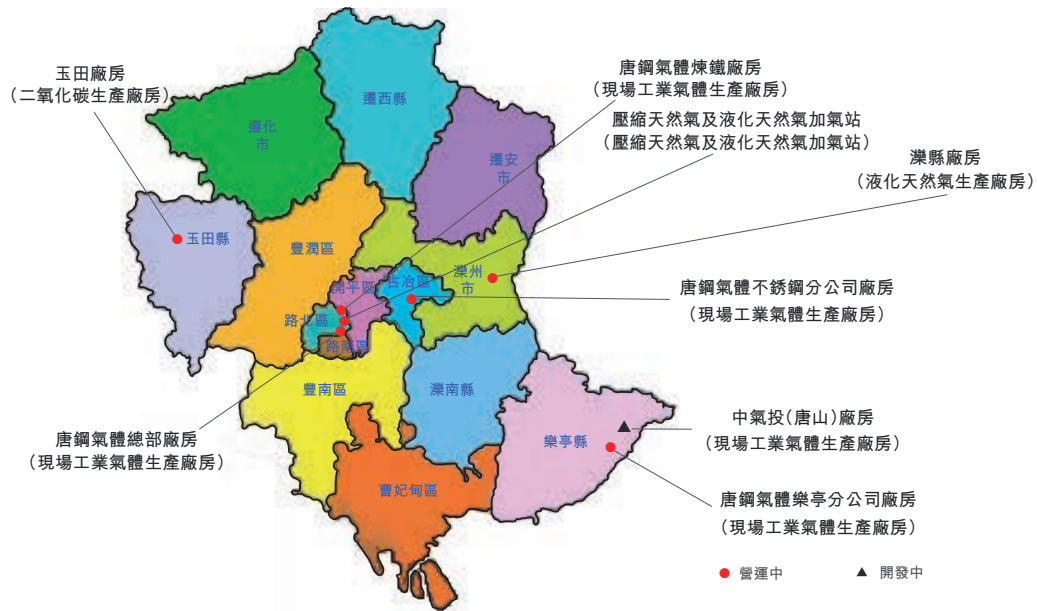 玉田廠房
(二氧化碳生產廠房)
唐鋼氣體煉鐵廠房
(現場工業氣體生產廠房)
壓縮天然氣及液化天然氣加氣站
(壓縮天然氣及液化天然氣加氣站)
灤縣廠房
(液化天然氣生產廠房)
遷西縣
遵化
市
遷安
市
玉田縣
豐潤區
灤州
市
開平區
古冶區
唐鋼氣體不銹鋼分公司廠房
(現場工業氣體生產廠房)
路北區
路南區
豐南區
灤南縣
樂亭縣
中氣投(唐山)廠房
(現場工業氣體生產廠房)
唐鋼氣體總部廠房
(現場工業氣體生產廠房)
曹妃甸區
唐鋼氣體樂亭分公司廠房
(現場工業氣體生產廠房)
營運中
開發中